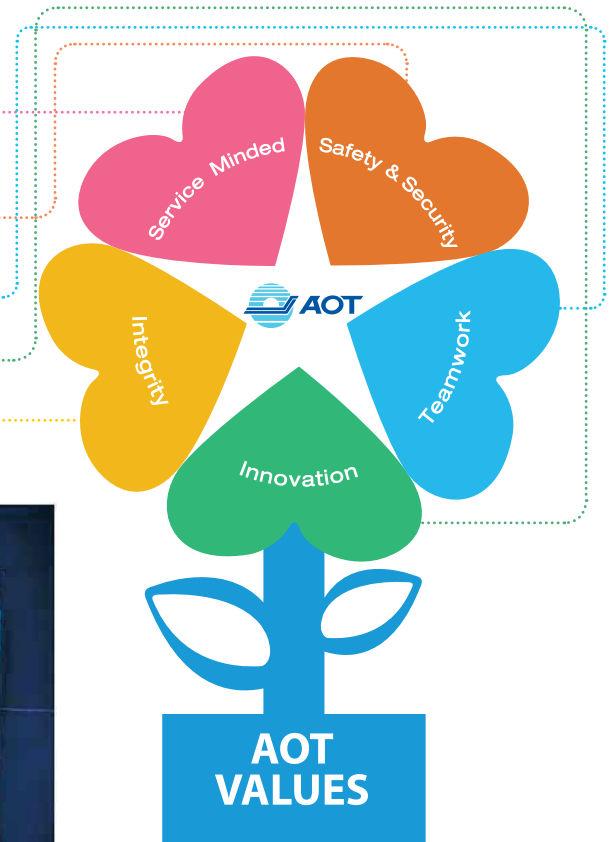 Service Minded
Safety & Security
AOT
Integrity
Teamwork
Innovation
AOT
VALUES